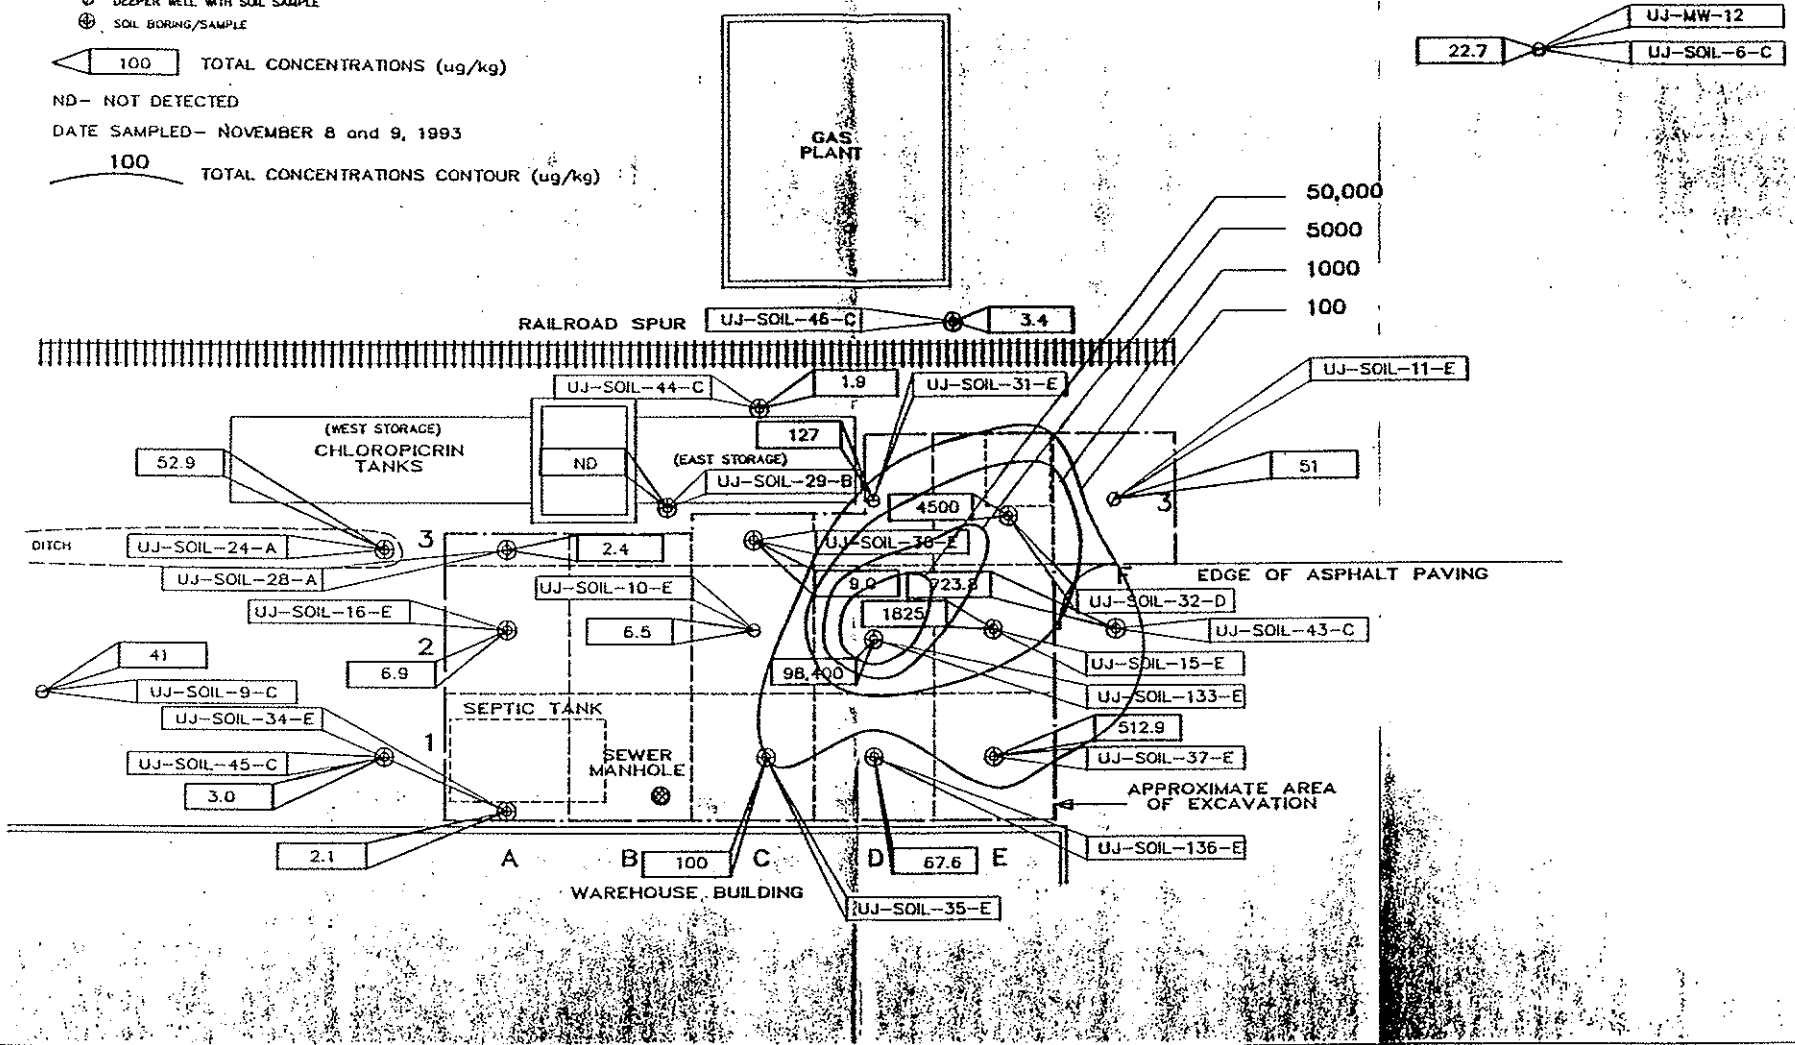 DEEPER WELL WITH SOIL SAMPLE
SOIL BORING/SAMPLE
100 TOTAL CONCENTRATIONS (ug/kg)
ND- NOT DETECTED
DATE SAMPLED- NOVEMBER 8 and 9, 1993
100
TOTAL CONCENTRATIONS CONTOUR (ug/kg)
UJ-MW-12
22.7
UJ-SOIL-6-C
GAS
PLANT
50,000
5000
1000
100
RAILROAD SPUR
UJ-SOIL-46-C
3.4
UJ-SOIL-44-C
1.9
UJ-SOIL-31-E
UJ-SOIL-11-E
(WEST STORAGE)
CHLOROPICRIN
TANKS
127
52.9
ND
(EAST STORAGE)
51
UJ-SOIL-29-B
4500
3
DITCH
UJ-SOIL-24-A
3
2.4
UJ-SOIL-38-E
UJ-SOIL-28-A
UJ-SOIL-10-E
9.0
723.8
F
EDGE OF ASPHALT PAVING
UJ-SOIL-16-E
1825
UJ-SOIL-32-D
6.5
UJ-SOIL-43-C
41
2
6.9
98,400
UJ-SOIL-15-E
UJ-SOIL-9-C
UJ-SOIL-133-E
SEPTIC TANK
UJ-SOIL-34-E
512.9
1
SEWER
MANHOLE
UJ-SOIL-45-C
UJ-SOIL-37-E
3.0
APPROXIMATE AREA
OF EXCAVATION
2.1
A
B
100
C
D
67.6
E
UJ-SOIL-136-E
WAREHOUSE BUILDING
UJ-SOIL-35-E